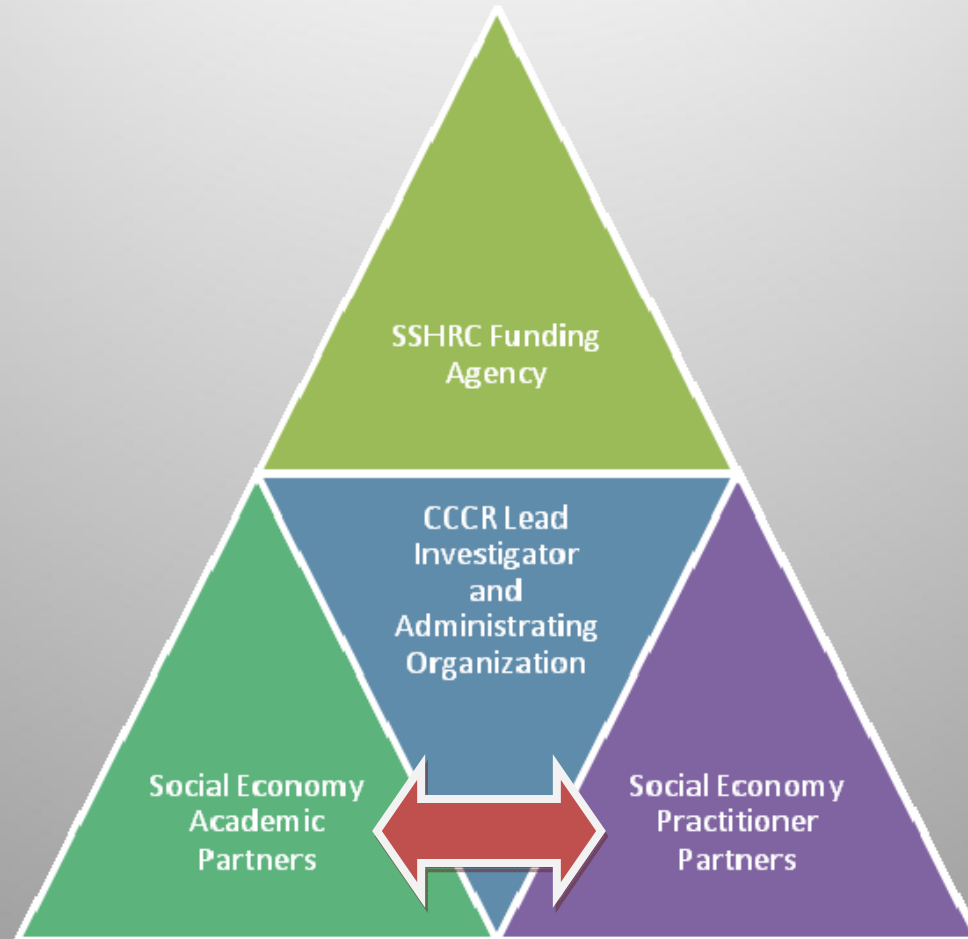 SSHRC Funding
Agency
CCCR Lead
Investigator
and
Administrating
Organization
Social Economy
Academic
Partners
Social Economy
Practitioner
Partners